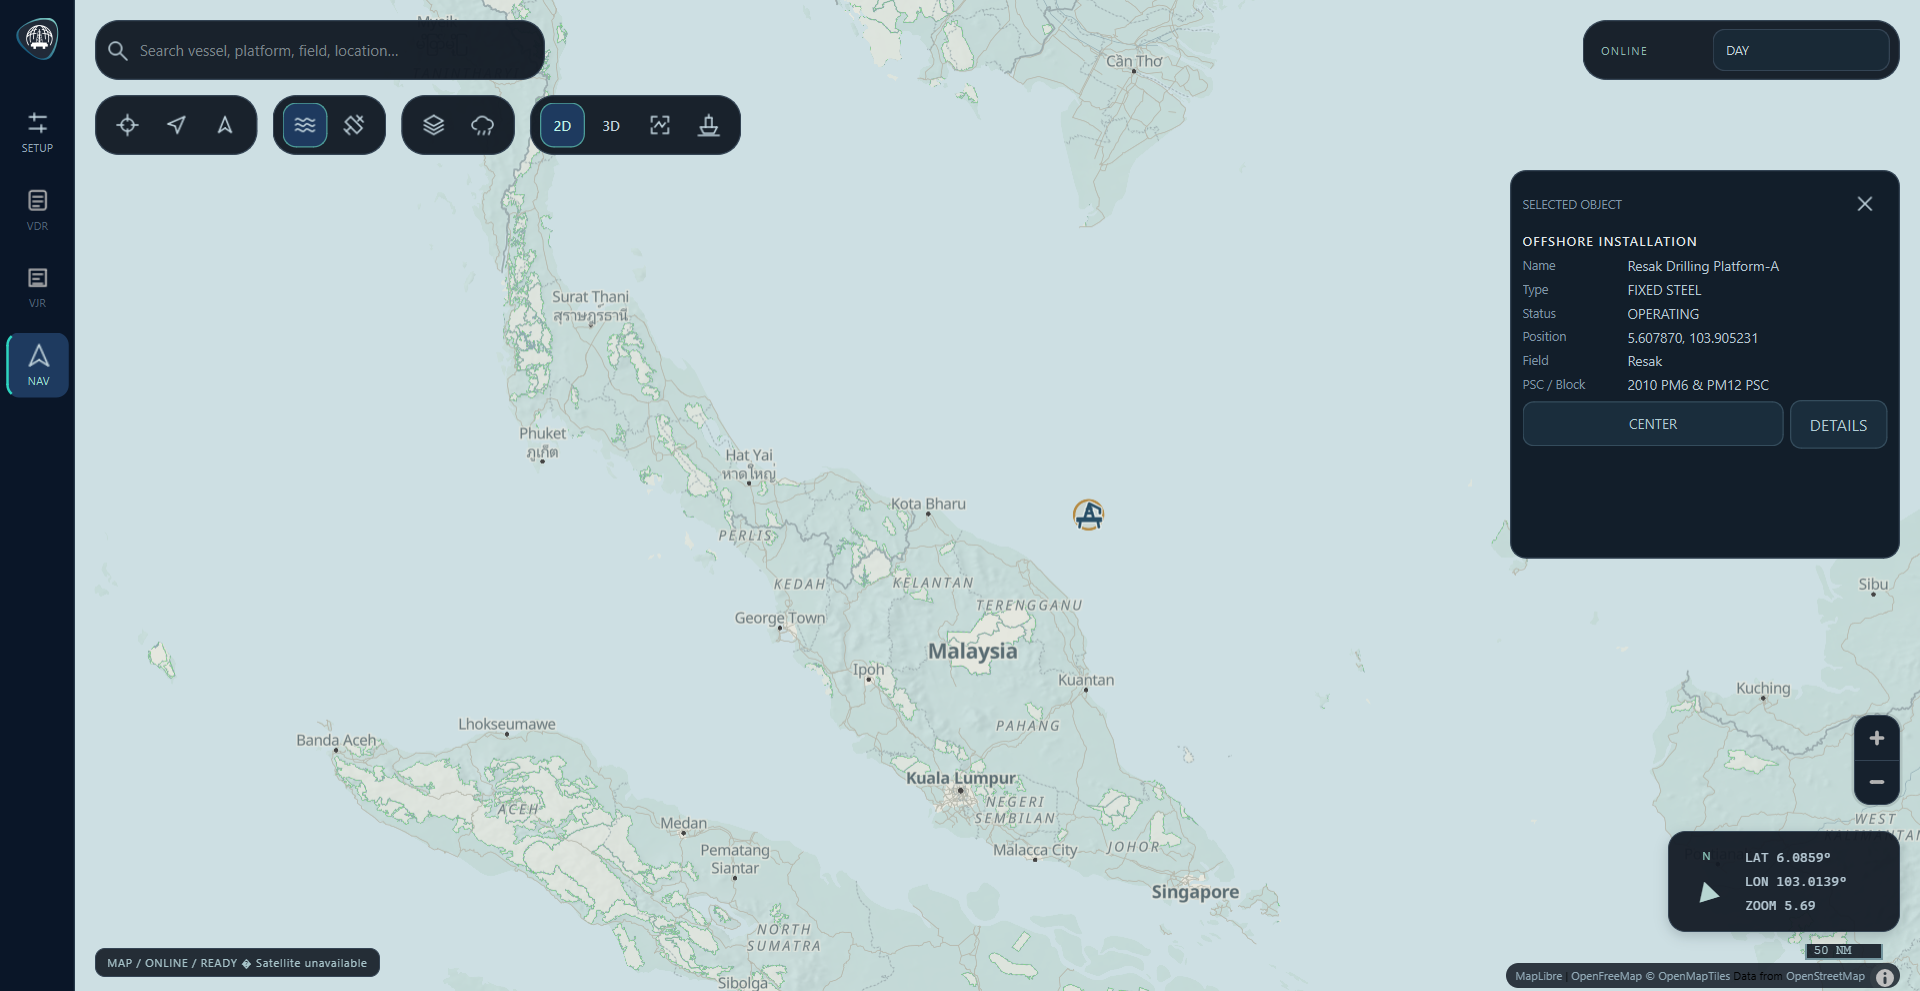 Search vessel, platform, field, location...
ONLINE
DAY
2D
3D
SETUP
VDR
VJR
NAV
SELECTED OBJECT
OFFSHORE INSTALLATION
Name Resak Drilling Platform-A
Type FIXED STEEL
Status OPERATING
Position 5.607870, 103.905231
Field Resak
PSC / Block 2010 PM6 & PM12 PSC
CENTER
DETAILS
Cần Thơ
Surat Thani
สุราษฎร์ธานี
Phuket
ภูเก็ต
Hat Yai
หาดใหญ่
Kota Bharu
PERLIS
KEDAH
KELANTAN
TERENGGANU
George Town
Malaysia
Ipoh
Kuantan
PAHANG
Sibu
Kuching
Lhokseumawe
Banda Aceh
ACEH
Kuala Lumpur
NEGERI
SEMBILAN
Medan
Pematang
Siantar
Malacca City
JOHOR
Singapore
WEST
NORTH
SUMATRA
Sibolga
N
LAT 6.0859°
LON 103.0139°
ZOOM 5.69
50 NM
MAP / ONLINE / READY � Satellite unavailable
MapLibre | OpenFreeMap © OpenMapTiles Data from OpenStreetMap